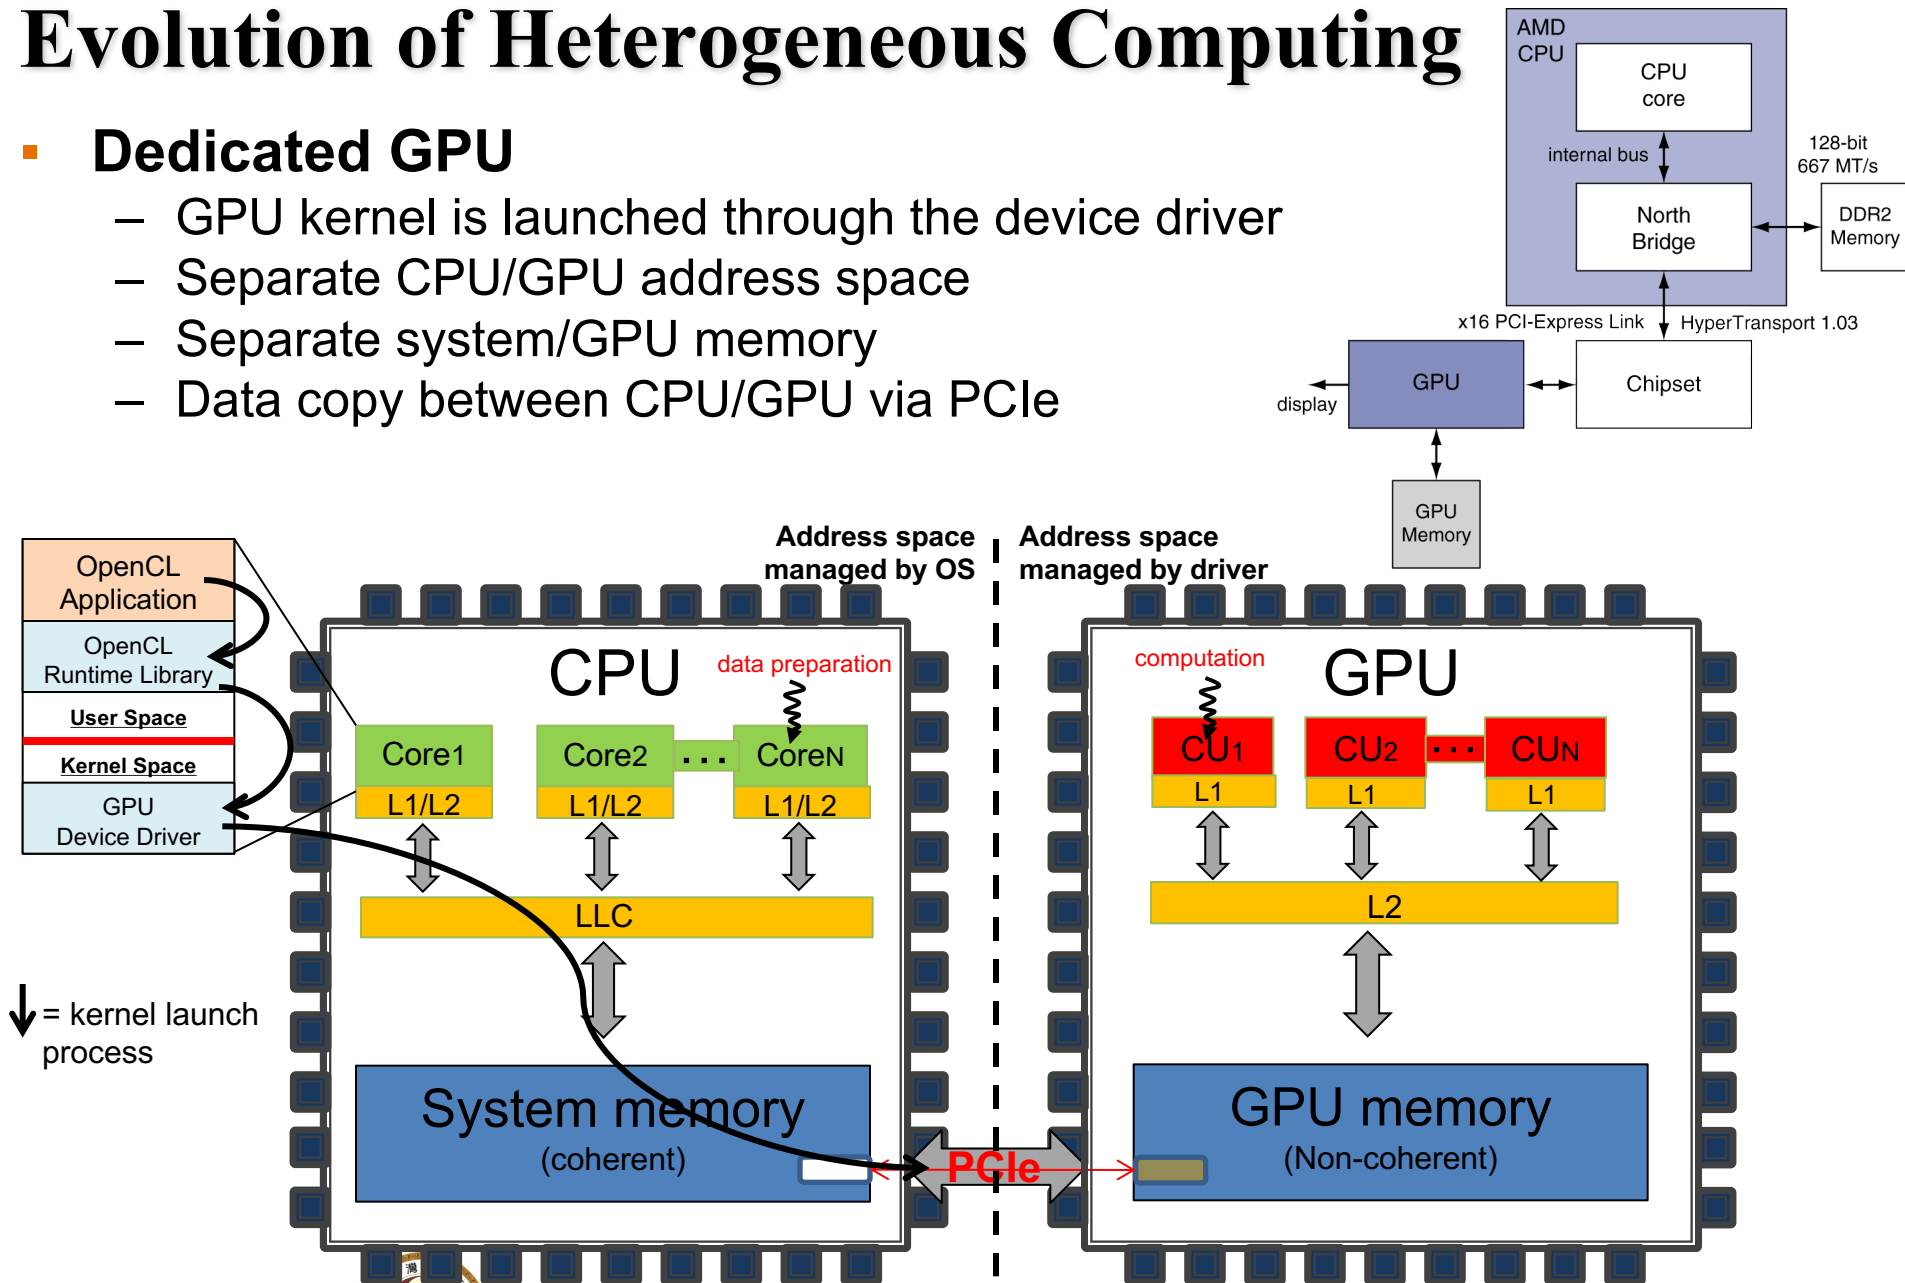 Evolution of Heterogeneous Computing
▪ Dedicated GPU
– GPU kernel is launched through the device driver
– Separate CPU/GPU address space
– Separate system/GPU memory
– Data copy between CPU/GPU via PCIe
AMD
CPU
CPU
core
internal bus
128-bit
667 MT/s
North
Bridge
DDR2
Memory
x16 PCI-Express Link
HyperTransport 1.03
GPU
Chipset
display
GPU
Memory
Address space
managed by OS
Address space
managed by driver
OpenCL
Application
OpenCL
Runtime Library
User Space
Kernel Space
GPU
Device Driver
= kernel launch
process
CPU
data preparation
Core1
Core2
...
CoreN
L1/L2
L1/L2
L1/L2
LLC
System memory
(coherent)
PCIe
computation
GPU
CU1
CU2
...
CUN
L1
L1
L1
L2
GPU memory
(Non-coherent)
灣